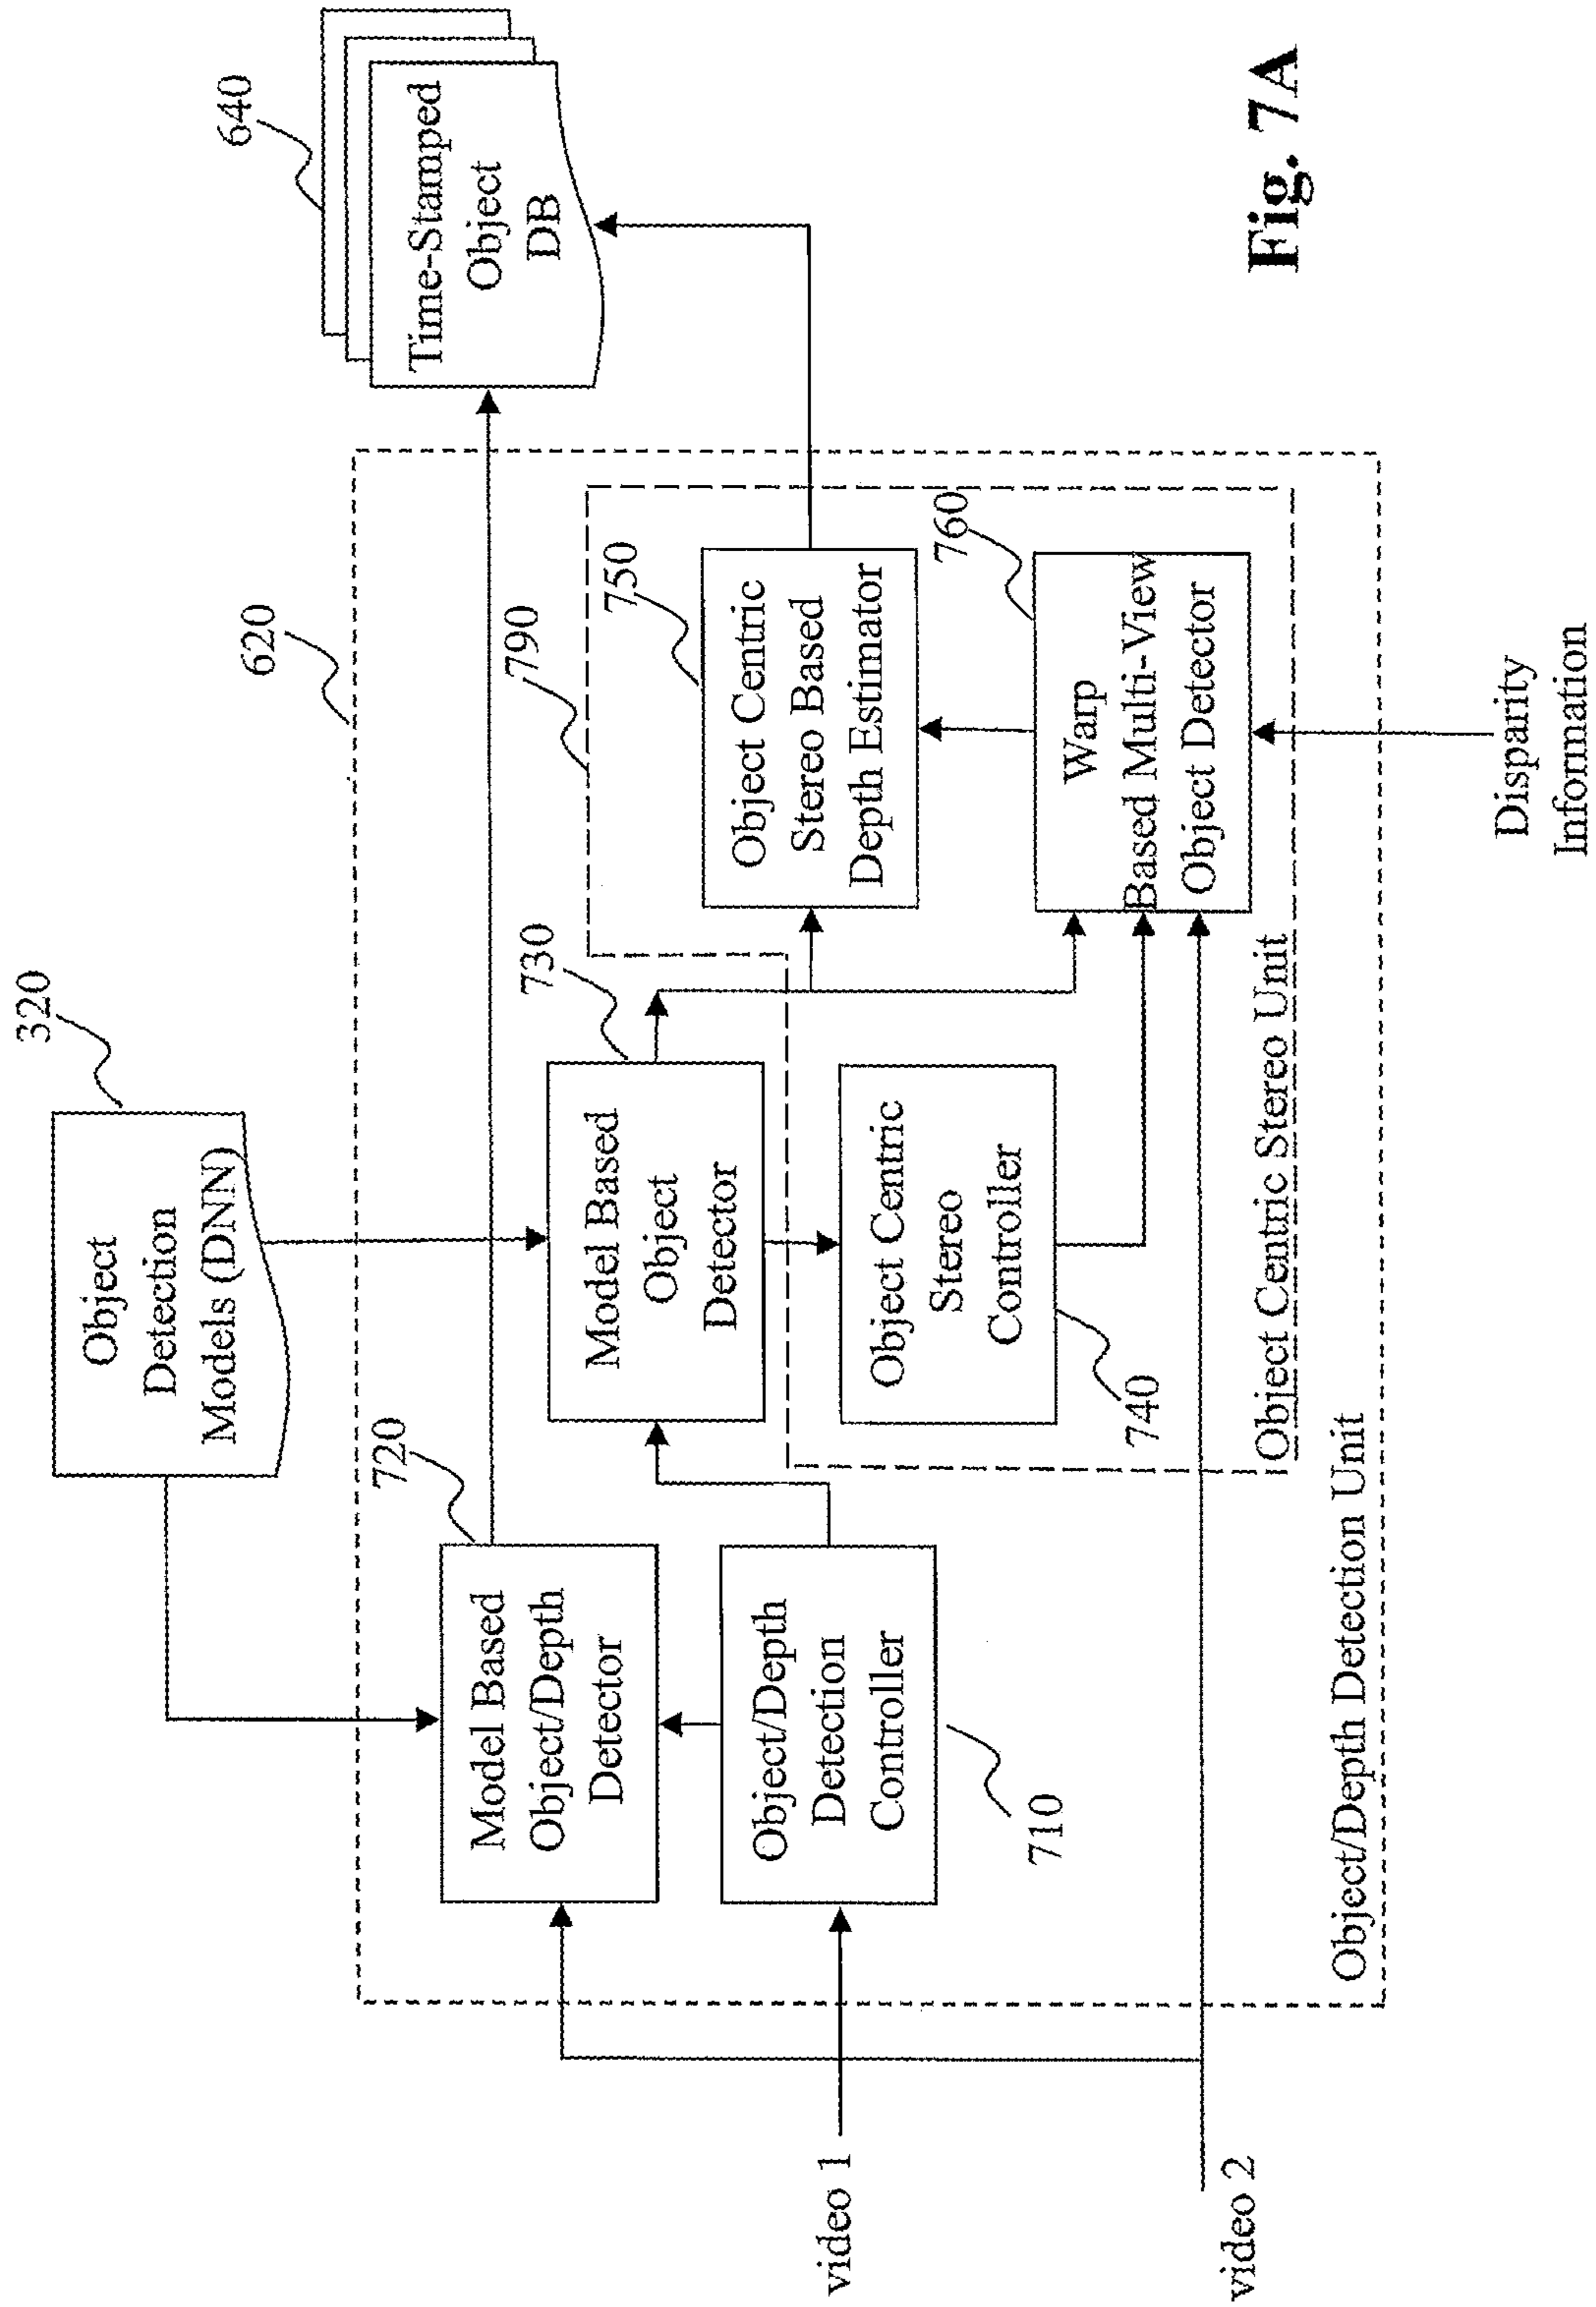 320
Object
Detection
Models (DNN)
640
Time-Stamped
Object
DB
620
720
Model Based
Object/Depth
Detector
730
Model Based
Object
Detector
790
750
Object Centric
Stereo Based
Depth Estimator
Object/Depth
Detection
Controller
710
Object Centric
Stereo
Controller
740
760
Warp
Based Multi-View
Object Detector
Object Centric Stereo Unit
Object/Depth Detection Unit
video 1
video 2
Disparity
Information
Fig. 7A